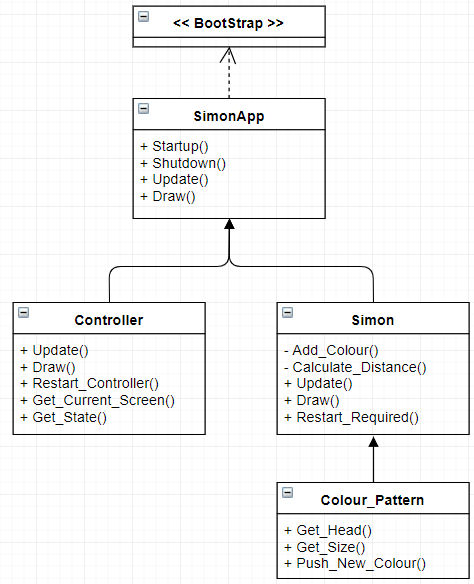 << BootStrap >>
SimonApp
+ Startup()
+ Shutdown()
+ Update()
+ Draw()
Controller
+ Update()
+ Draw()
+ Restart_Controller()
+ Get_Current_Screen()
+ Get_State()
Simon
- Add_Colour()
- Calculate_Distance()
+ Update()
+ Draw()
+ Restart_Required()
Colour_Pattern
+ Get_Head()
+ Get_Size()
+ Push_New_Colour()